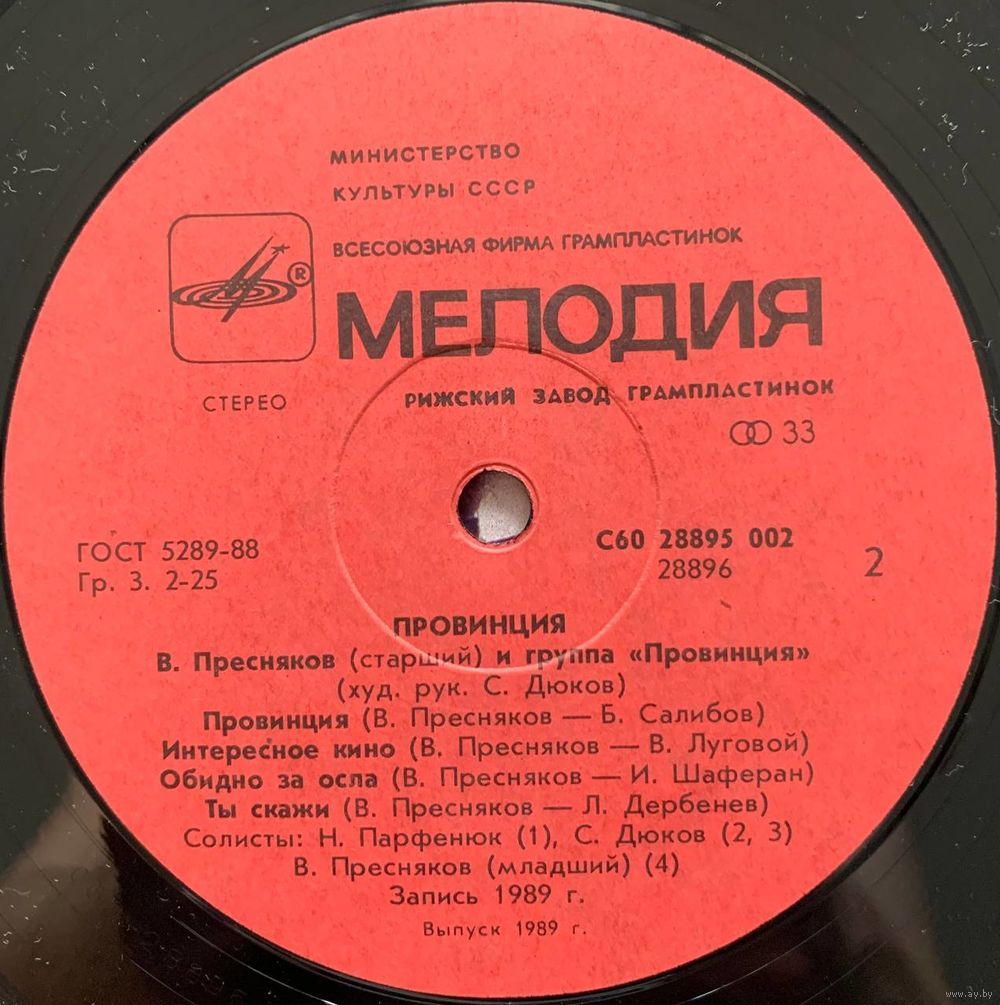 МИНИСТЕРСТВО
КУЛЬТУРЫ СССР
ВСЕСОЮЗНАЯ ФИРМА ГРАМПЛАСТИНОК
®
МЕЛОДИЯ
СТЕРЕО
РИЖСКИЙ ЗАВОД ГРАМПЛАСТИНОК
33
ГОСТ 5289-88
Гр. 3. 2-25
С60 28895 002
28896
2
ПРОВИНЦИЯ
В. Пресняков (старший) и группа «Провинция»
(худ. рук. С. Дюков)
Провинция (В. Пресняков — Б. Салибов)
Интересное кино (В. Пресняков — В. Луговой)
Обидно за осла (В. Пресняков — И. Шаферан)
Ты скажи (В. Пресняков — Л. Дербенев)
Солисты: Н. Парфенюк (1), С. Дюков (2, 3)
В. Пресняков (младший) (4)
Запись 1989 г.
Выпуск 1989 г.
www.ay.by